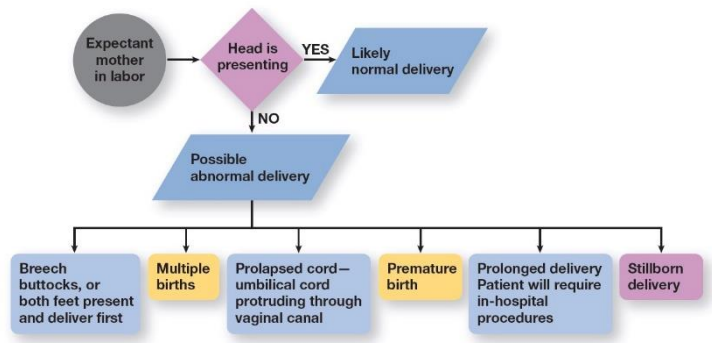 Expectant
mother
in labor
Head is
presenting
YES
Likely
normal delivery
NO
Possible
abnormal delivery
Breech
buttocks, or
both feet present
and deliver first
Multiple
births
Prolapsed cord—
umbilical cord
protruding through
vaginal canal
Premature
birth
Prolonged delivery
Patient will require
in-hospital
procedures
Stillborn
delivery